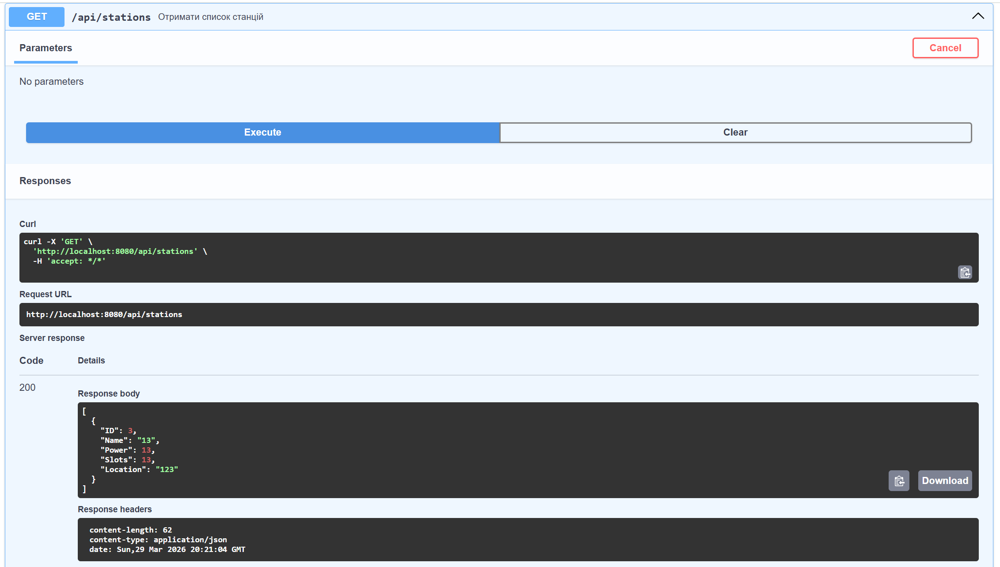 GET /api/stations Отримати список станцій
Parameters
Cancel
No parameters
Execute
Clear
Responses
Curl
curl -X 'GET' \
  'http://localhost:8080/api/stations' \
  -H 'accept: */*'
Request URL
http://localhost:8080/api/stations
Server response
Code Details
200
Response body
[
  {
    "ID": 3,
    "Name": "13",
    "Power": 13,
    "Slots": 13,
    "Location": "123"
  }
]
Download
Response headers
content-length: 62
content-type: application/json
date: Sun,29 Mar 2026 20:21:04 GMT